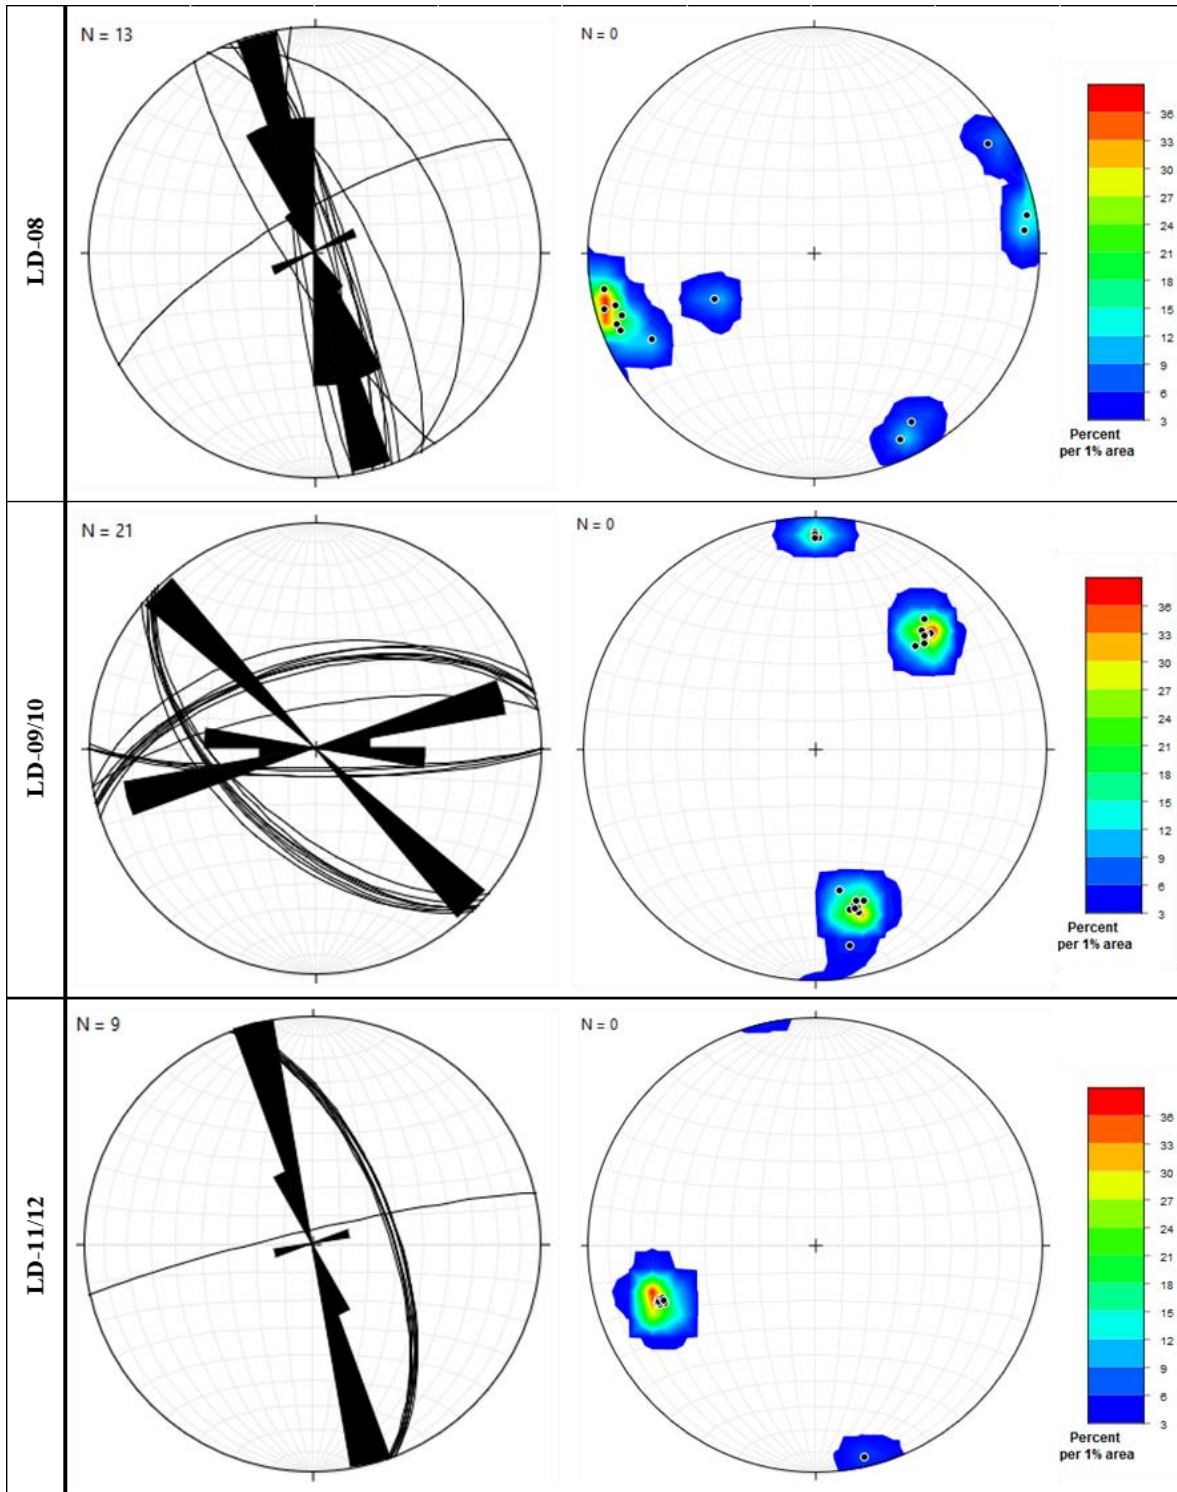 LD-08
N = 13
N = 0
36
33
30
27
24
21
18
15
12
9
6
3
Percent
per 1% area
LD-09/10
N = 21
N = 0
36
33
30
27
24
21
18
15
12
9
6
3
Percent
per 1% area
LD-11/12
N = 9
N = 0
36
33
30
27
24
21
18
15
12
9
6
3
Percent
per 1% area